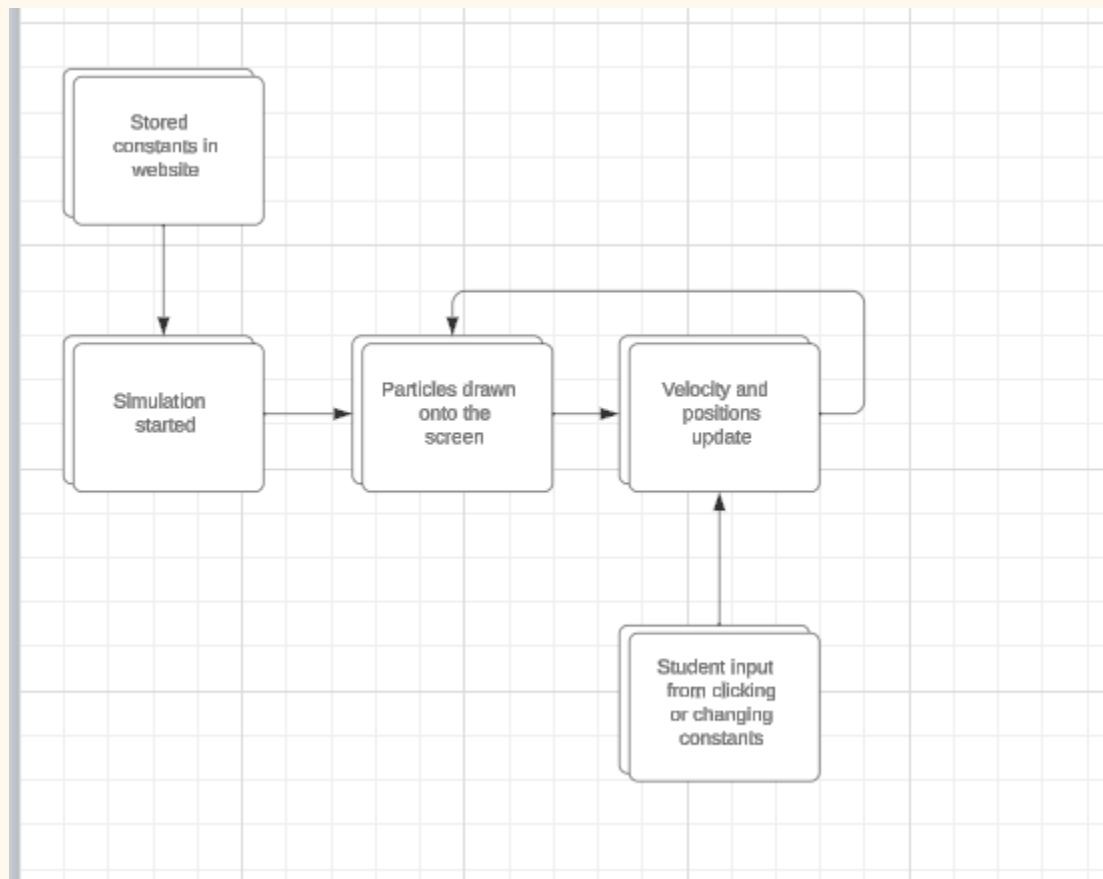 Stored
constants in
website
Simulation
started
Particles drawn
onto the
screen
Velocity and
positions
update
Student input
from clicking
or changing
constants